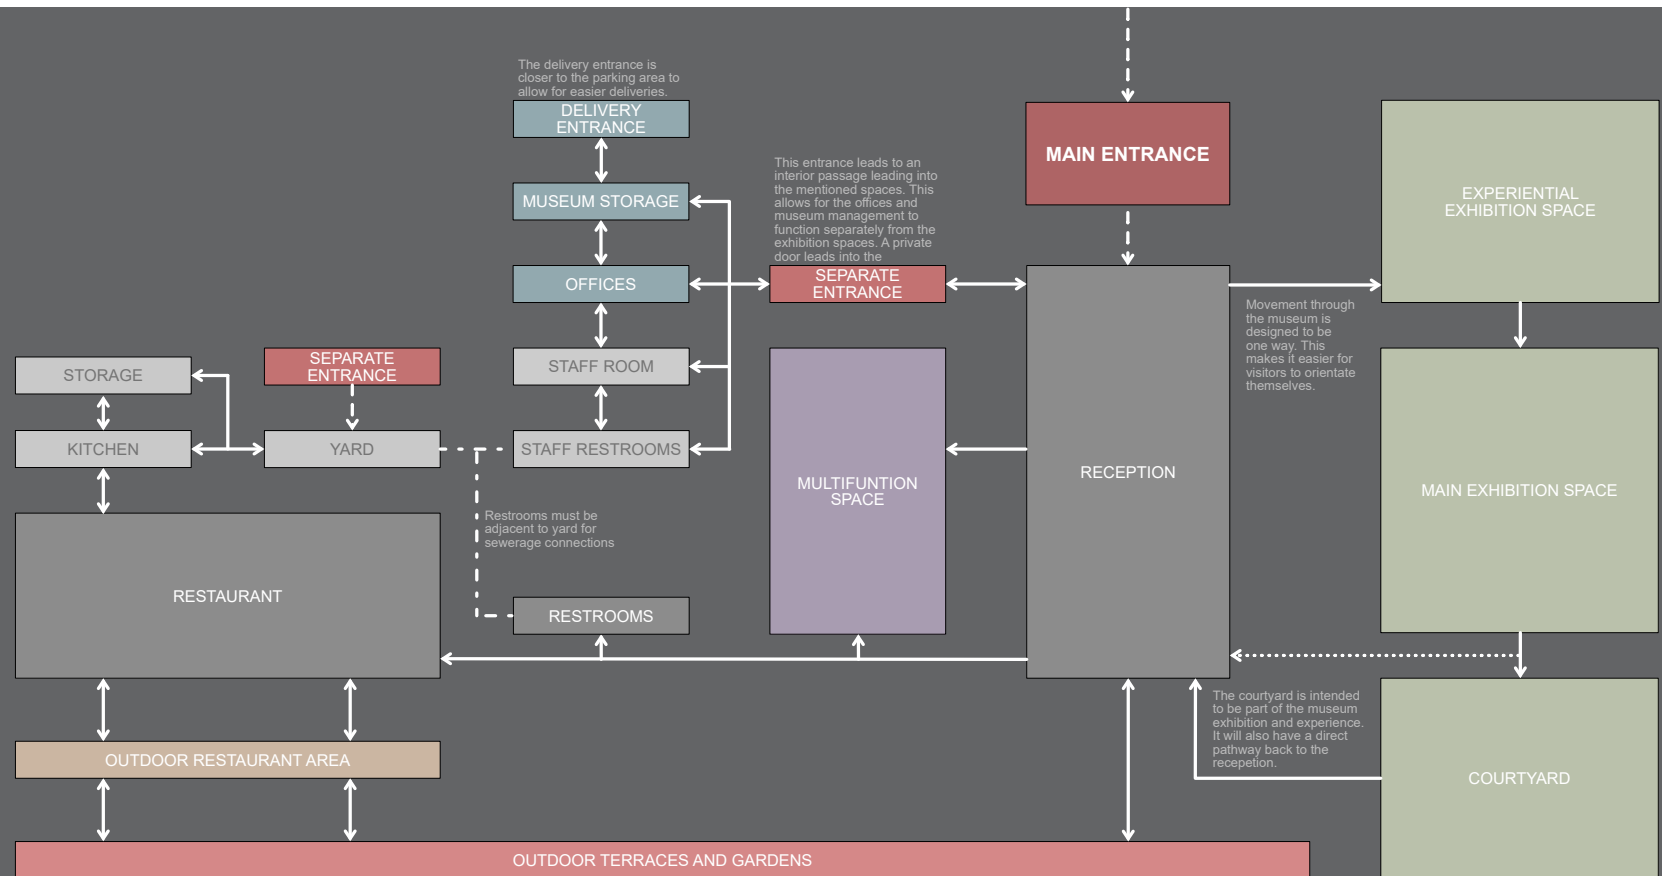 The delivery entrance is
closer to the parking area to
allow for easier deliveries.
DELIVERY
ENTRANCE
MAIN ENTRANCE
EXPERIENTIAL
EXHIBITION SPACE
This entrance leads to an
interior passage leading into
the mentioned spaces. This
allows for the offices and
museum management to
function separately from the
exhibition spaces. A private
door leads into the
MUSEUM STORAGE
OFFICES
SEPARATE
ENTRANCE
Movement through
the museum is
designed to be
one way. This
makes it easier for
visitors to orientate
themselves.
STORAGE
SEPARATE
ENTRANCE
STAFF ROOM
KITCHEN
YARD
STAFF RESTROOMS
MULTIFUNTION
SPACE
RECEPTION
MAIN EXHIBITION SPACE
Restrooms must be
adjacent to yard for
sewerage connections
RESTAURANT
RESTROOMS
The courtyard is intended
to be part of the museum
exhibition and experience.
It will also have a direct
pathway back to the
recepetion.
OUTDOOR RESTAURANT AREA
COURTYARD
OUTDOOR TERRACES AND GARDENS